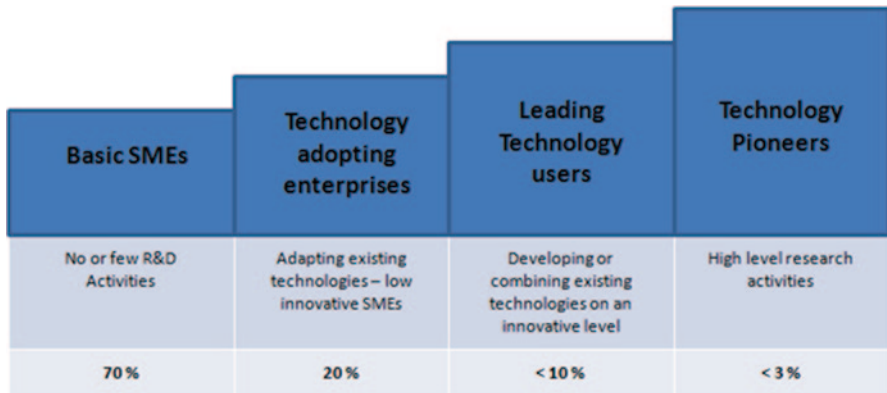 Basic SMEs
Technology
adopting
enterprises
Leading
Technology
users
Technology
Pioneers
No or few R&D
Activities
Adapting existing
technologies – low
innovative SMEs
Developing or
combining existing
technologies on an
innovative level
High level research
activities
70 %
20 %
< 10 %
< 3 %